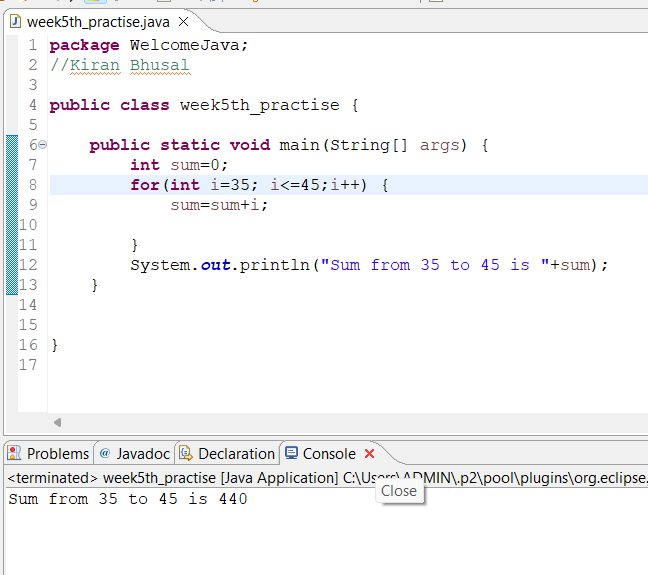 week5th_practise.java
1 package WelcomeJava;
2 //Kiran Bhusal
3
4 public class week5th_practise {
5
6 public static void main(String[] args) {
7 int sum=0;
8 for(int i=35; i<=45;i++) {
9 sum=sum+i;
10
11 }
12 System.out.println("Sum from 35 to 45 is "+sum);
13 }
14
15
16 }
17
Problems @ Javadoc Declaration Console
<terminated> week5th_practise [Java Application] C:\Users\ADMIN\.p2\pool\plugins\org.eclipse.
Sum from 35 to 45 is 440
Close